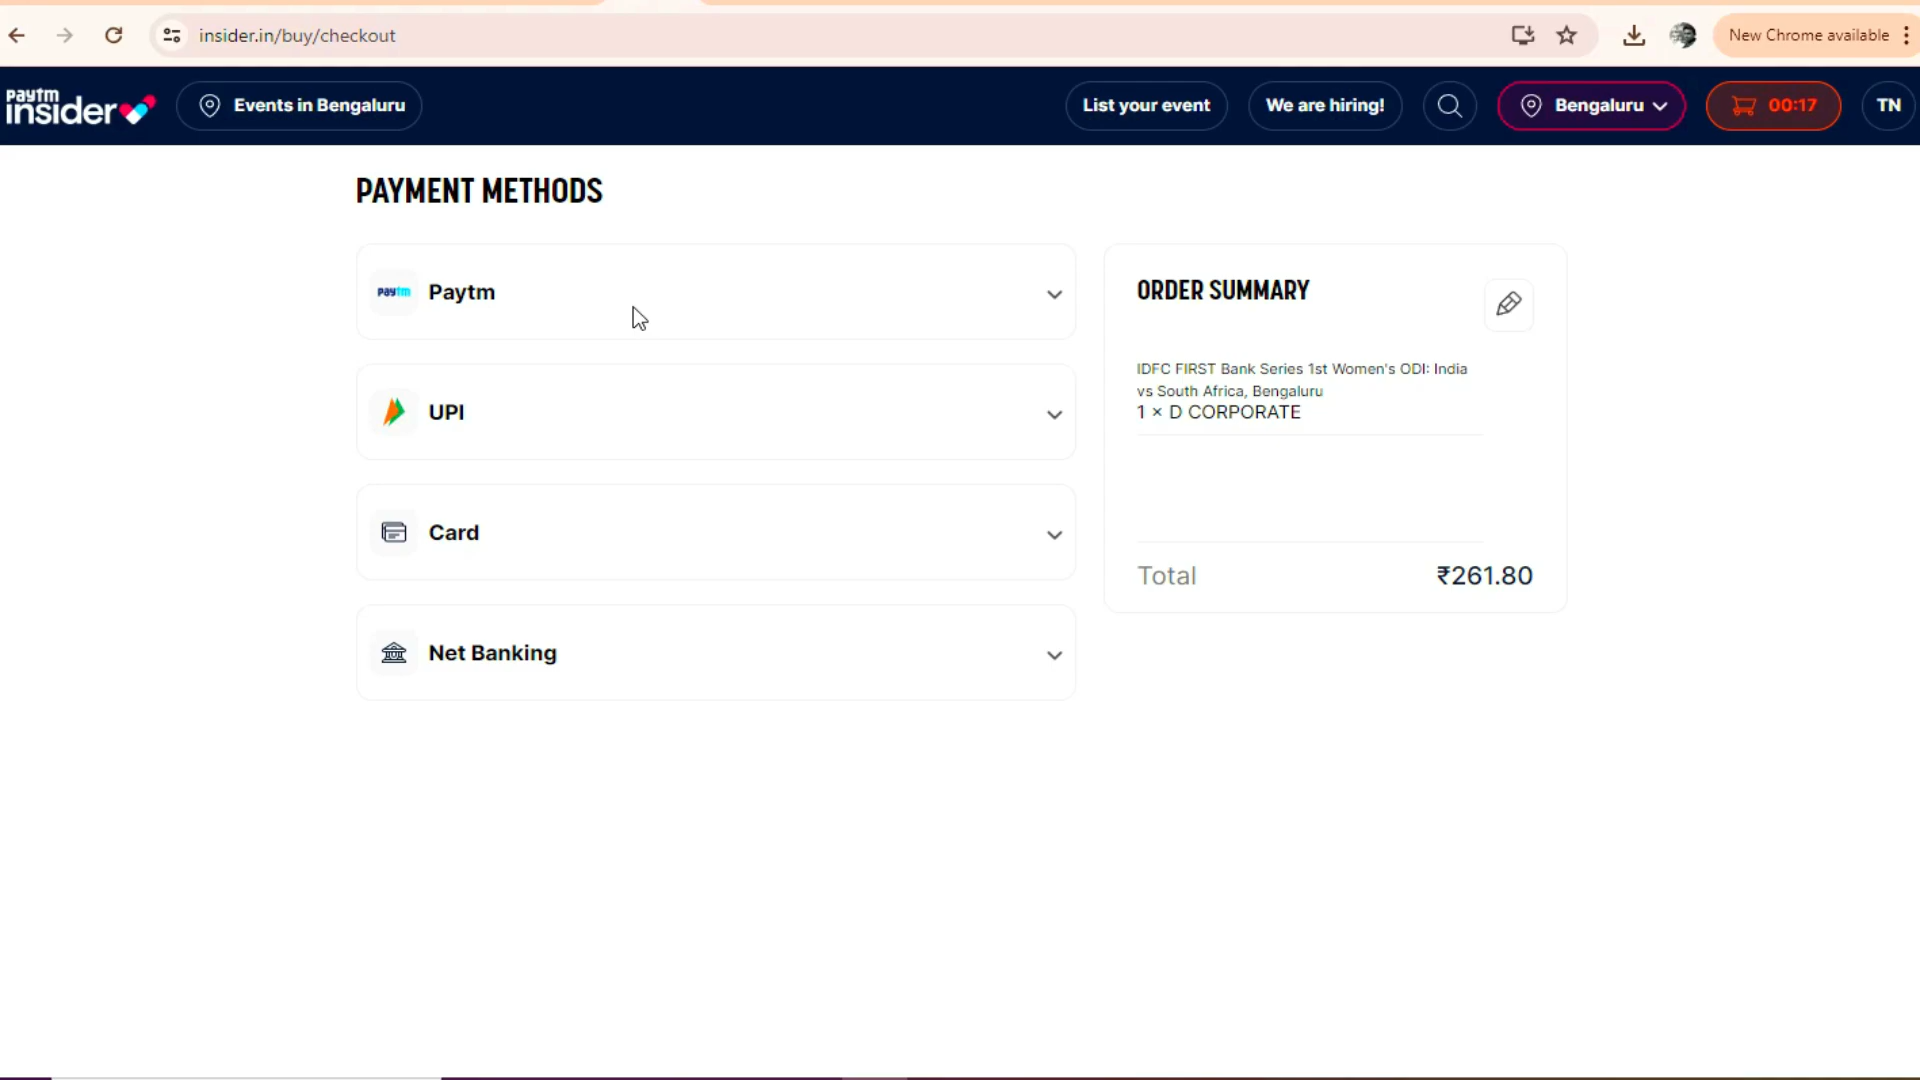 insider.in/buy/checkout
New Chrome available
paytm
insider
Events in Bengaluru
List your event
We are hiring!
Bengaluru
00:17
TN
PAYMENT METHODS
paytm
Paytm
UPI
Card
Net Banking
ORDER SUMMARY
IDFC FIRST Bank Series 1st Women's ODI: India
vs South Africa, Bengaluru
1 × D CORPORATE
Total
₹261.80